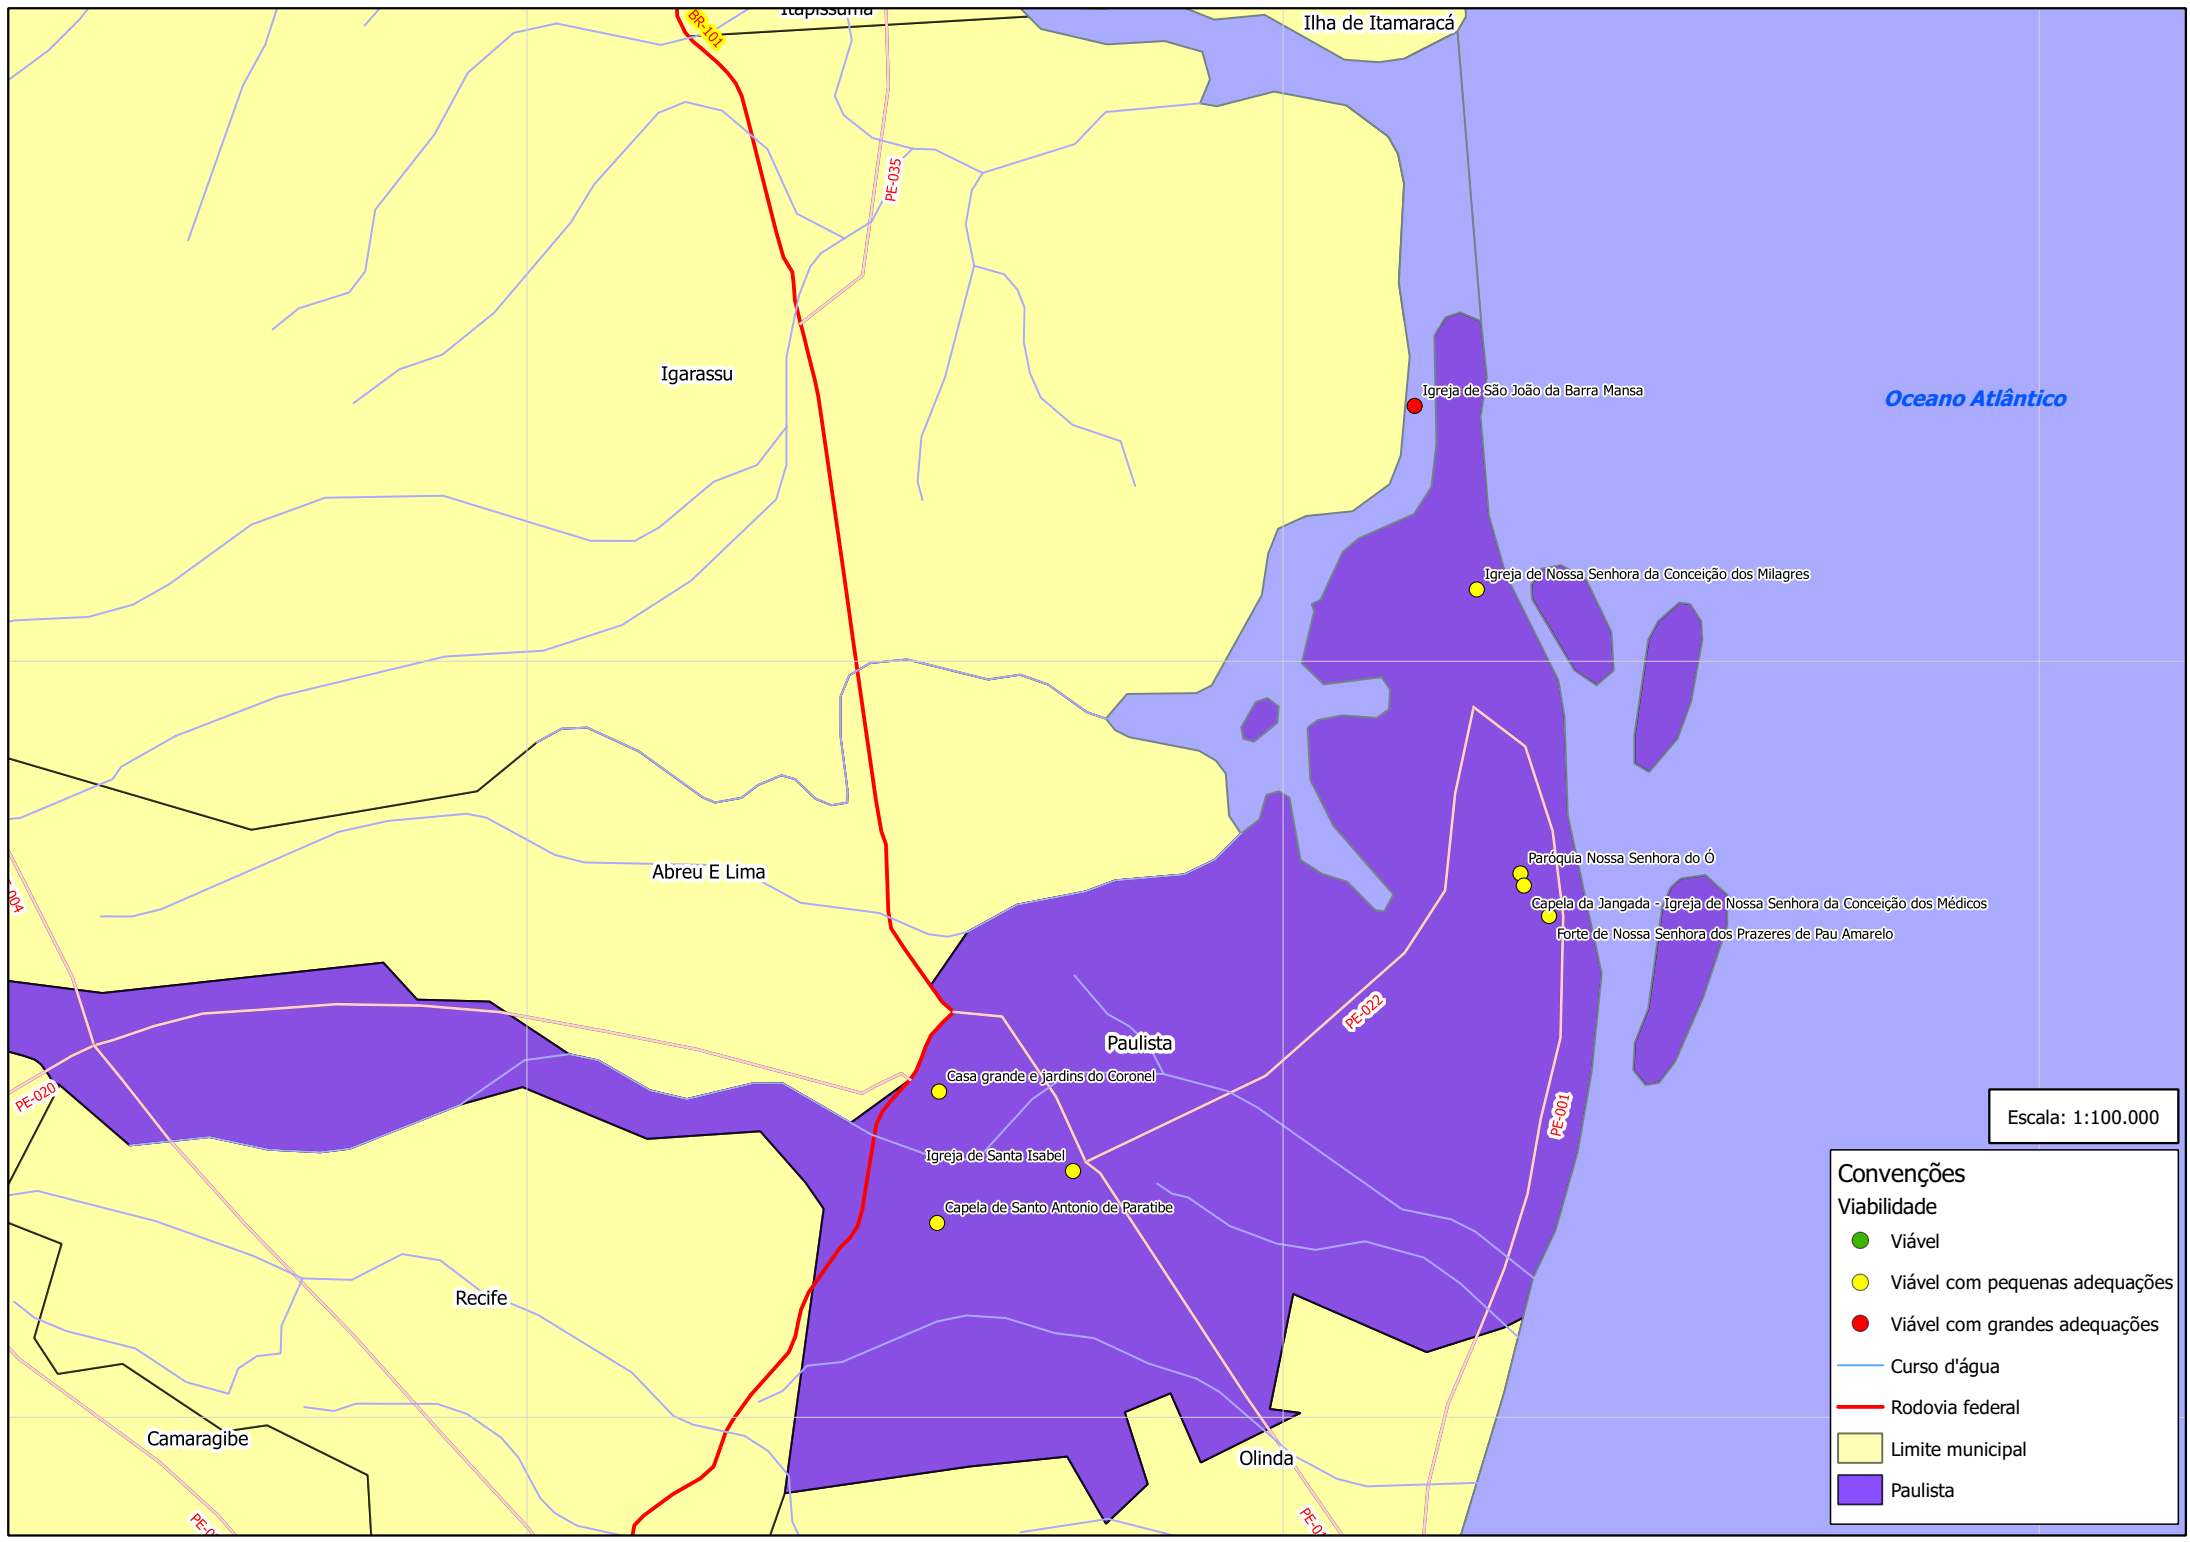 Itapissuma
Ilha de Itamaracá
BR-101
PE-035
Igarassu
Igreja de São João da Barra Mansa
Oceano Atlântico
Igreja de Nossa Senhora da Conceição dos Milagres
Abreu E Lima
Paróquia Nossa Senhora do Ó
Capela da Jangada - Igreja de Nossa Senhora da Conceição dos Médicos
Forte de Nossa Senhora dos Prazeres de Pau Amarelo
PE-022
Paulista
Casa grande e jardins do Coronel
PE-020
PE-001
Igreja de Santa Isabel
Capela de Santo Antonio de Paratibe
Recife
Camaragibe
Olinda
Escala: 1:100.000
Convenções
Viabilidade
Viável
Viável com pequenas adequações
Viável com grandes adequações
Curso d'água
Rodovia federal
Limite municipal
Paulista